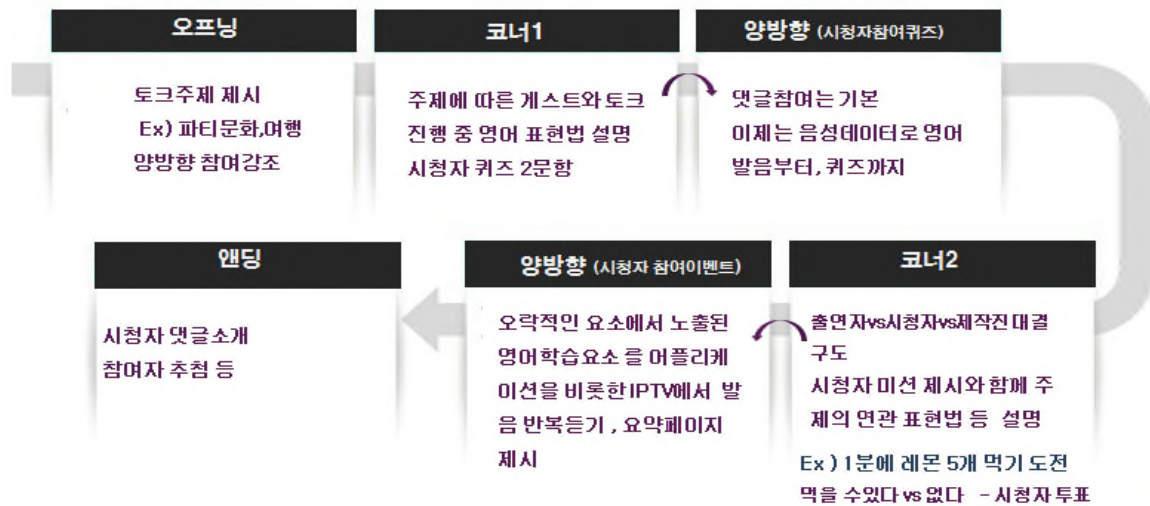 오프닝
토크주제 제시
Ex) 파티문화,여행
양방향 참여강조
코너1
주제에 따른 게스트와 토크
진행 중 영어 표현법 설명
시청자 퀴즈 2문항
양방향 (시청자참여퀴즈)
댓글참여는 기본
이제는 음성데이터로 영어
발음부터, 퀴즈까지
코너2
출연자vs시청자vs제작진 대결
구도
시청자 미션 제시와 함께 주
제의 연관 표현법 등 설명
Ex ) 1분에 레몬 5개 먹기 도전
먹을 수있다 vs 없다 - 시청자 투표
양방향 (시청자 참여이벤트)
오락적인 요소에서 노출된
영어학습요소 를 어플리케
이션을 비롯한 IPTV에서 발
음 반복듣기 , 요약페이지
제시
앤딩
시청자 댓글소개
참여자 추첨 등